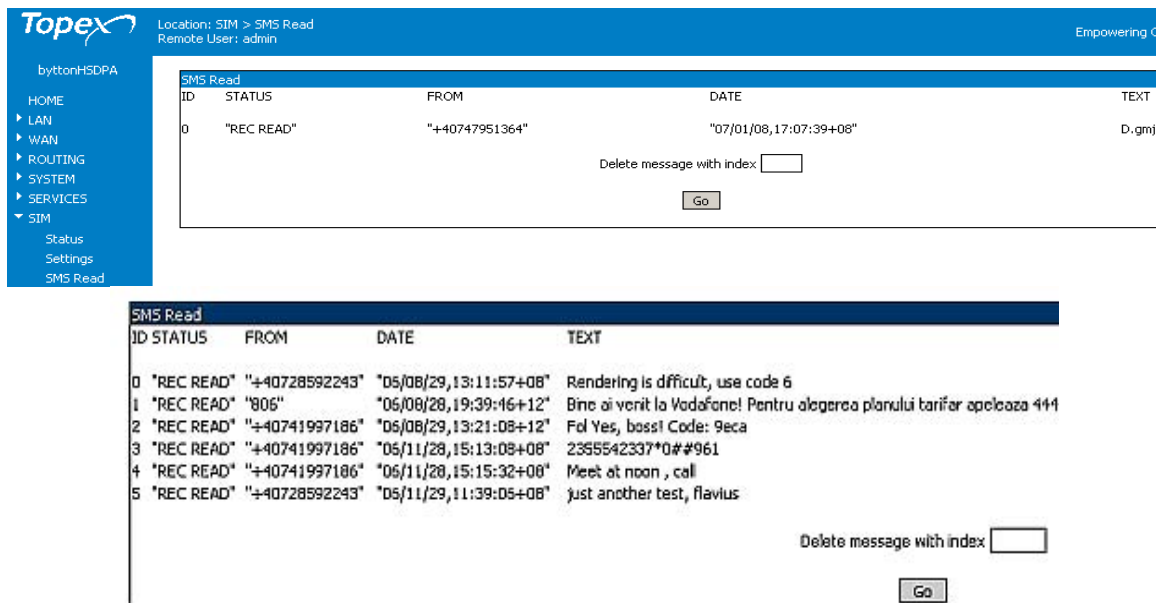 Topex
Location: SIM > SMS Read
Remote User: admin
Empowering
byttonHSDPA
HOME
LAN
WAN
ROUTING
SYSTEM
SERVICES
SIM
Status
Settings
SMS Read
SMS Read
ID STATUS FROM DATE TEXT
0 "REC READ" "+40747951364" "07/01/08,17:07:39+08" D.gmj
Delete message with index
Go
SMS Read
ID STATUS FROM DATE TEXT
0 "REC READ" "+40728592243" "06/08/29,13:11:57+08" Rendering is difficult, use code 6
1 "REC READ" "806" "06/08/28,19:39:46+12" Bine ai venit la Vodafone! Pentru alegerea planului tarifar apeleaza 444
2 "REC READ" "+40741997186" "06/08/29,13:21:08+12" Fol Yes, boss! Code: 9eca
3 "REC READ" "+40741997186" "06/11/28,15:13:08+08" 2355542337*0##961
4 "REC READ" "+40741997186" "06/11/28,15:15:32+08" Meet at noon , call
5 "REC READ" "+40728592243" "06/11/29,11:39:05+08" just another test, flavius
Delete message with index
Go